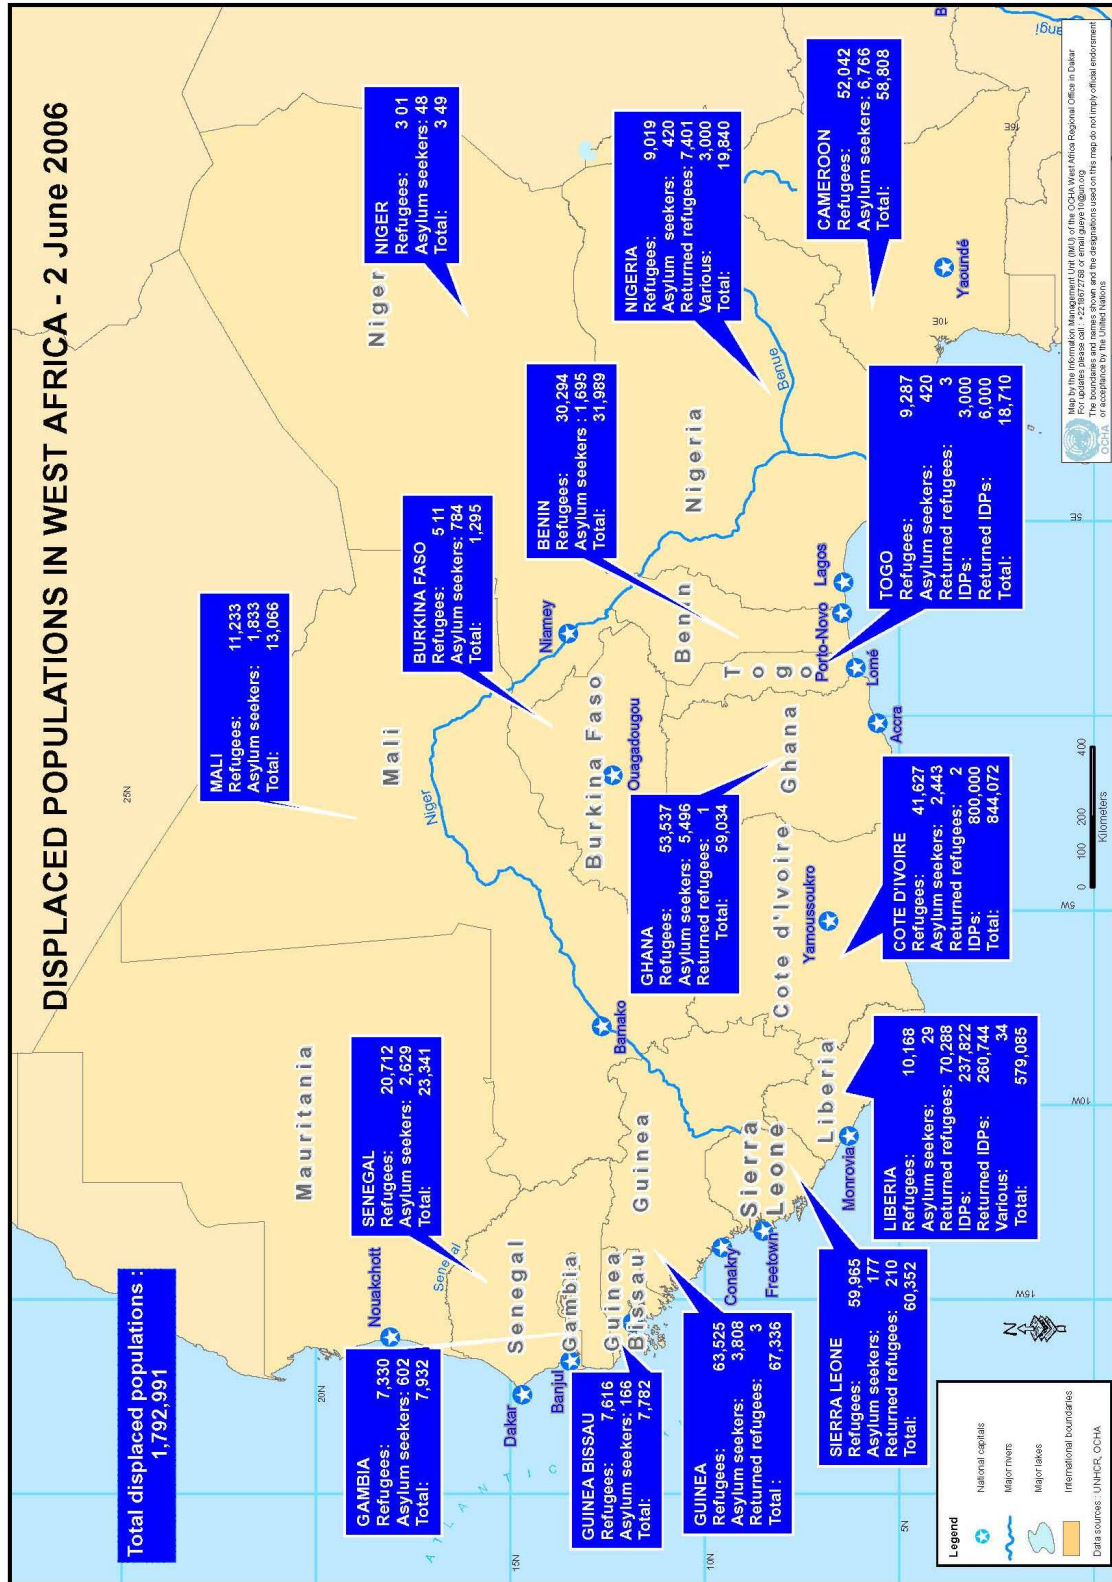 DISPLACED POPULATIONS IN WEST AFRICA - 2 June 2006
Total displaced populations :
1,792,991
GAMBIA
Refugees: 7,330
Asylum seekers: 602
Total: 7,932
SENEGAL
Refugees: 20,712
Asylum seekers: 2,629
Total: 23,341
MALI
Refugees: 11,233
Asylum seekers: 1,833
Total: 13,066
BURKINA FASO
Refugees: 5 11
Asylum seekers: 784
Total: 1,295
NIGER
Refugees: 3 01
Asylum seekers: 48
Total: 3 49
GUINEA BISSAU
Refugees: 7,616
Asylum seekers: 166
Total: 7,782
GUINEA
Refugees: 63,525
Asylum seekers: 3,808
Returned refugees: 3
Total : 67,336
SIERRA LEONE
Refugees: 59,965
Asylum seekers: 177
Returned refugees: 210
Total: 60,352
LIBERIA
Refugees: 10,168
Asylum seekers: 29
Returned refugees: 70,288
IDPs: 237,822
Returned IDPs: 260,744
Various: 34
Total: 579,085
GHANA
Refugees: 53,537
Asylum seekers: 5,496
Returned refugees: 1
Total: 59,034
COTE D'IVOIRE
Refugees: 41,627
Asylum seekers: 2,443
Returned refugees: 2
IDPs: 800,000
Total: 844,072
BENIN
Refugees: 30,294
Asylum seekers : 1,695
Total: 31,989
TOGO
Refugees: 9,287
Asylum seekers: 420
Returned refugees: 3
IDPs: 3,000
Returned IDPs: 6,000
Total: 18,710
NIGERIA
Refugees: 9,019
Asylum seekers: 420
Returned refugees: 7,401
Various: 3,000
Total: 19,840
CAMEROON
Refugees: 52,042
Asylum seekers: 6,766
Total: 58,808
Mauritania
Mali
Niger
Senegal
Gambia
Guinea
Bissau
Guinea
Sierra
Leone
Liberia
Cote d'Ivoire
Burkina Faso
Ghana
Togo
Benin
Nigeria
Nouakchott
Dakar
Banjul
Bamako
Conakry
Freetown
Monrovia
Yamoussoukro
Ouagadougou
Niamey
Accra
Lomé
Porto-Novo
Lagos
Yaoundé
B
Senegal
Niger
Benue
angi
A T L A N T I C
25N
20N
15N
10N
5N
15W
10W
5W
5E
10E
15E
N
0 100 200 400
Kilometers
Legend
National capitals
Major rivers
Major lakes
International boundaries
Data sources : UNHCR, OCHA
OCHA
Map by the Information Management Unit (IMU) of the OCHA West Africa Regional Office in Dakar
The boundaries and names shown and the designations used on this map do not imply official endorsment
or acceptance by the United Nations